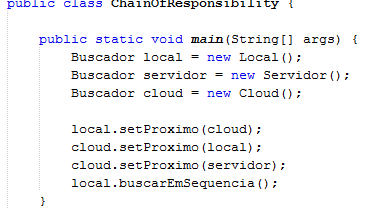 public class ChainOfResponsibility {
public static void main(String[] args) {
Buscador local = new Local();
Buscador servidor = new Servidor();
Buscador cloud = new Cloud();
local.setProximo(cloud);
cloud.setProximo(local);
cloud.setProximo(servidor);
local.buscarEmSequencia();
}